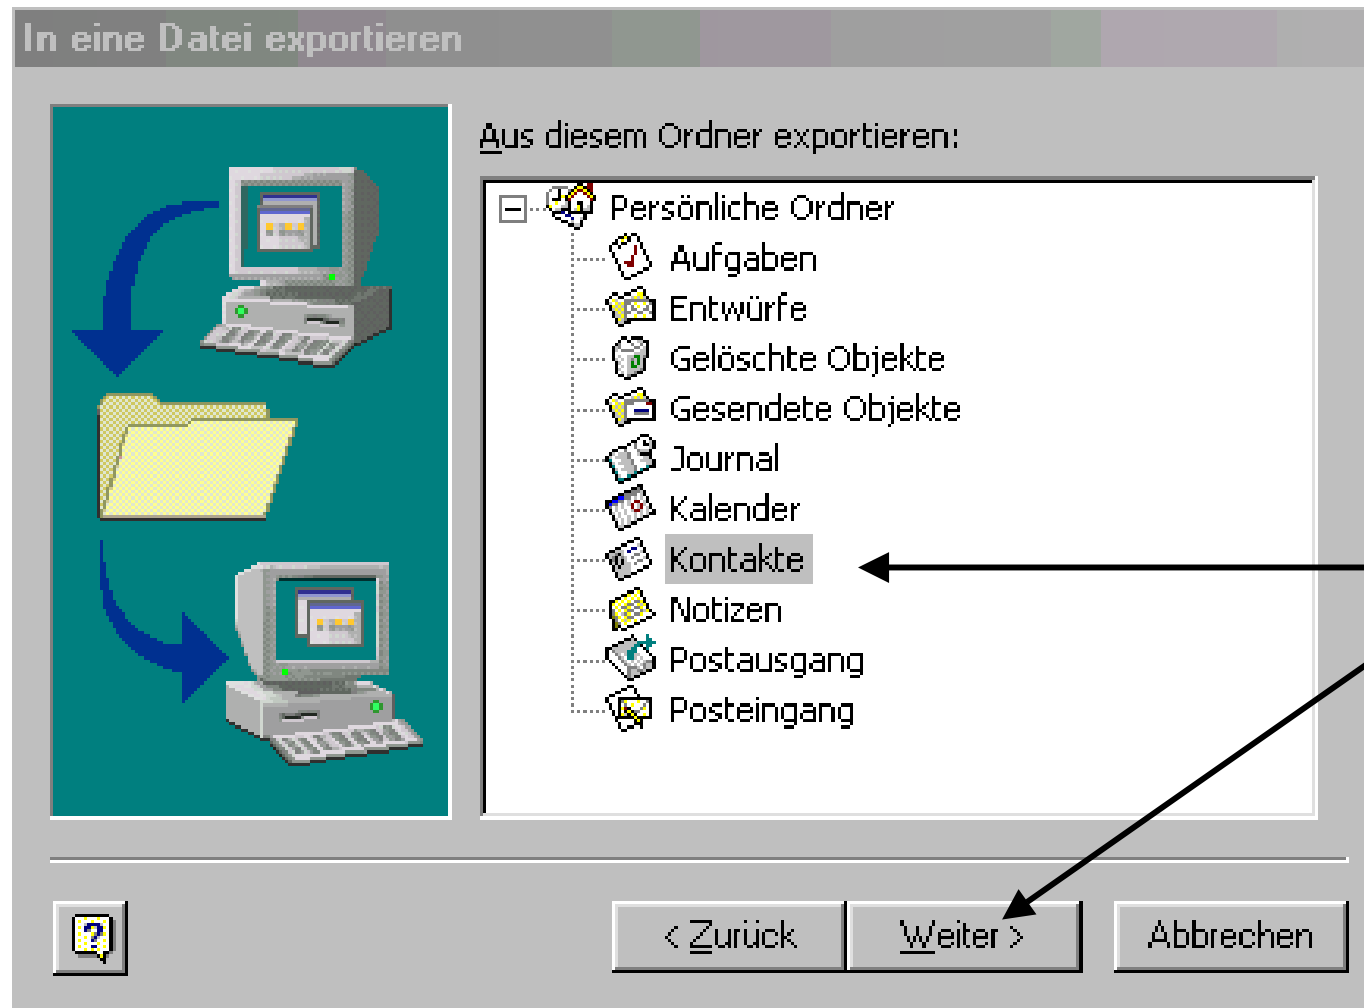 In eine Datei exportieren
Aus diesem Ordner exportieren:
Persönliche Ordner
Aufgaben
Entwürfe
Gelöschte Objekte
Gesendete Objekte
Journal
Kalender
Kontakte
Notizen
Postausgang
Posteingang
< Zurück
Weiter >
Abbrechen